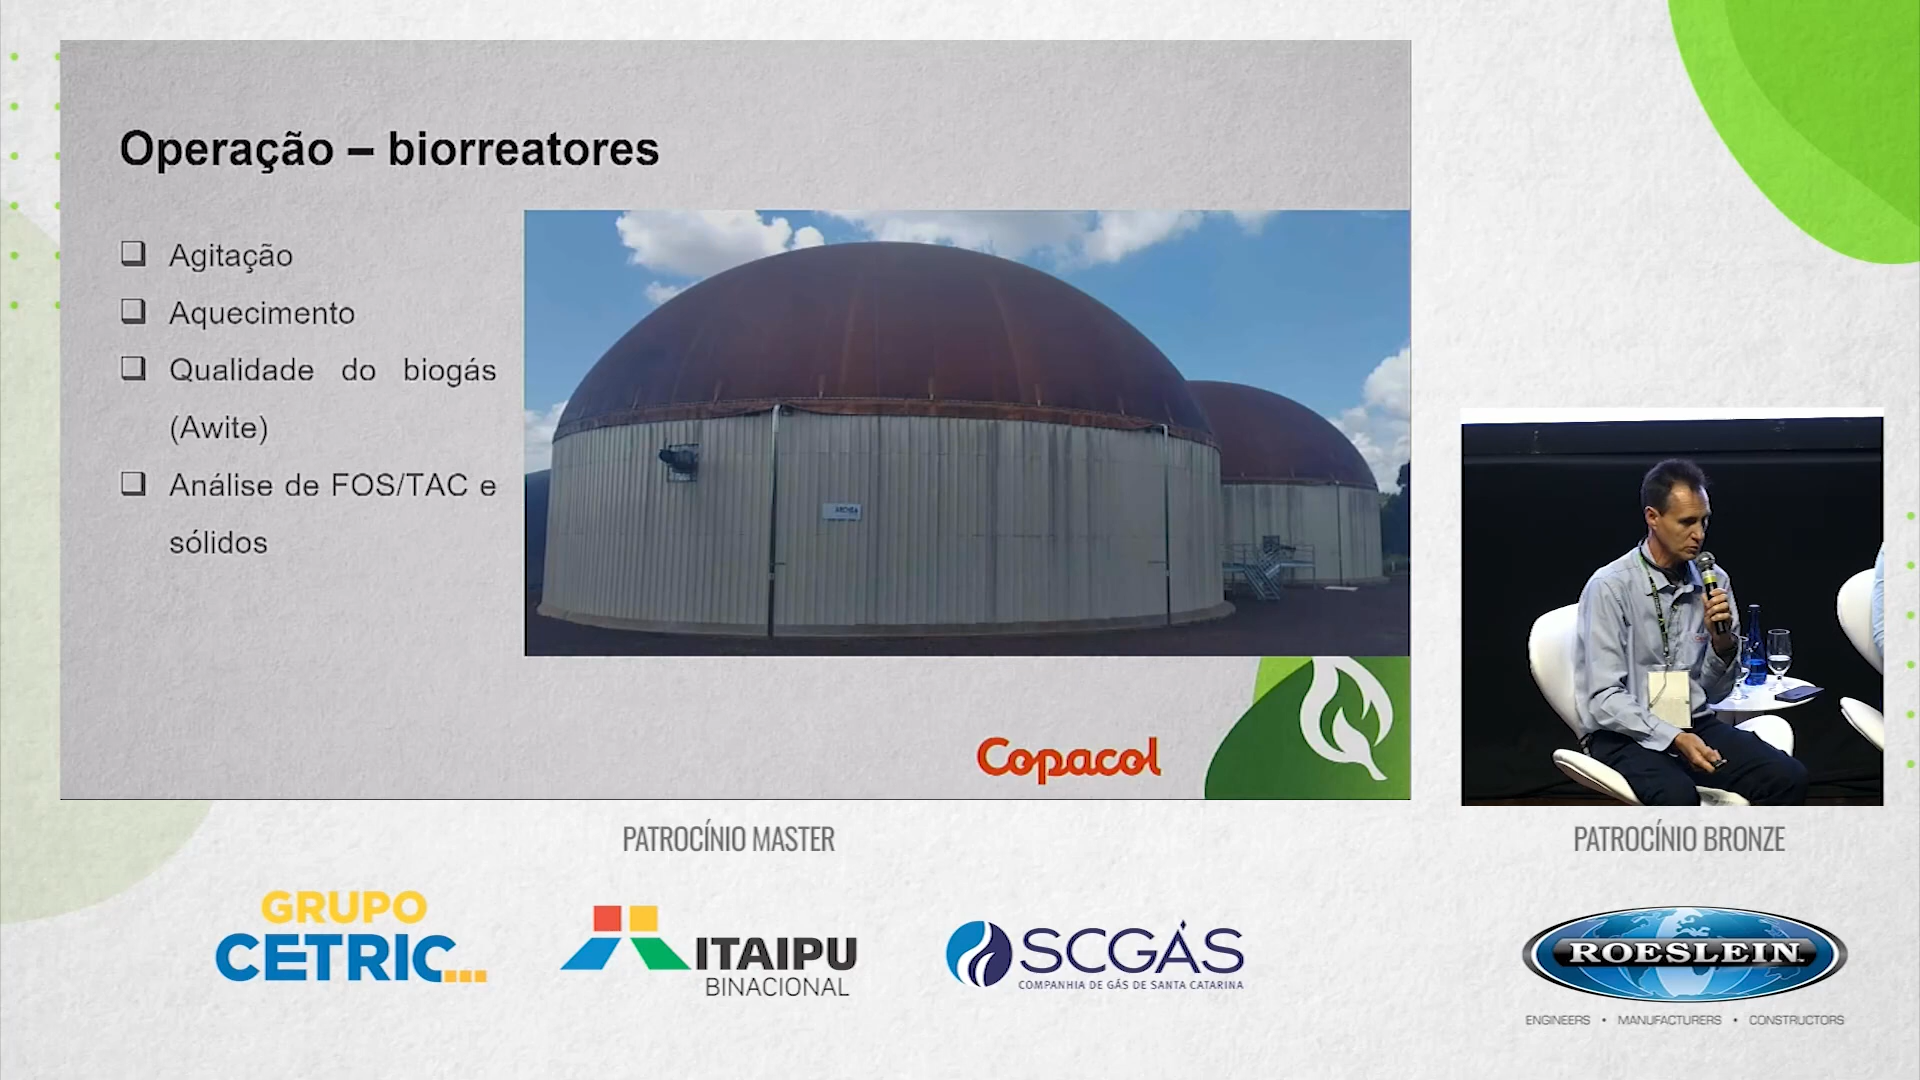 Operação – biorreatores
❑ Agitação
❑ Aquecimento
❑ Qualidade do biogás
(Awite)
❑ Análise de FOS/TAC e
sólidos
Copacol
PATROCÍNIO MASTER
PATROCÍNIO BRONZE
GRUPO
CETRIC...
ITAIPU
BINACIONAL
SCGÁS
COMPANHIA DE GÁS DE SANTA CATARINA
ROESLEIN
ENGINEERS • MANUFACTURERS • CONSTRUCTORS